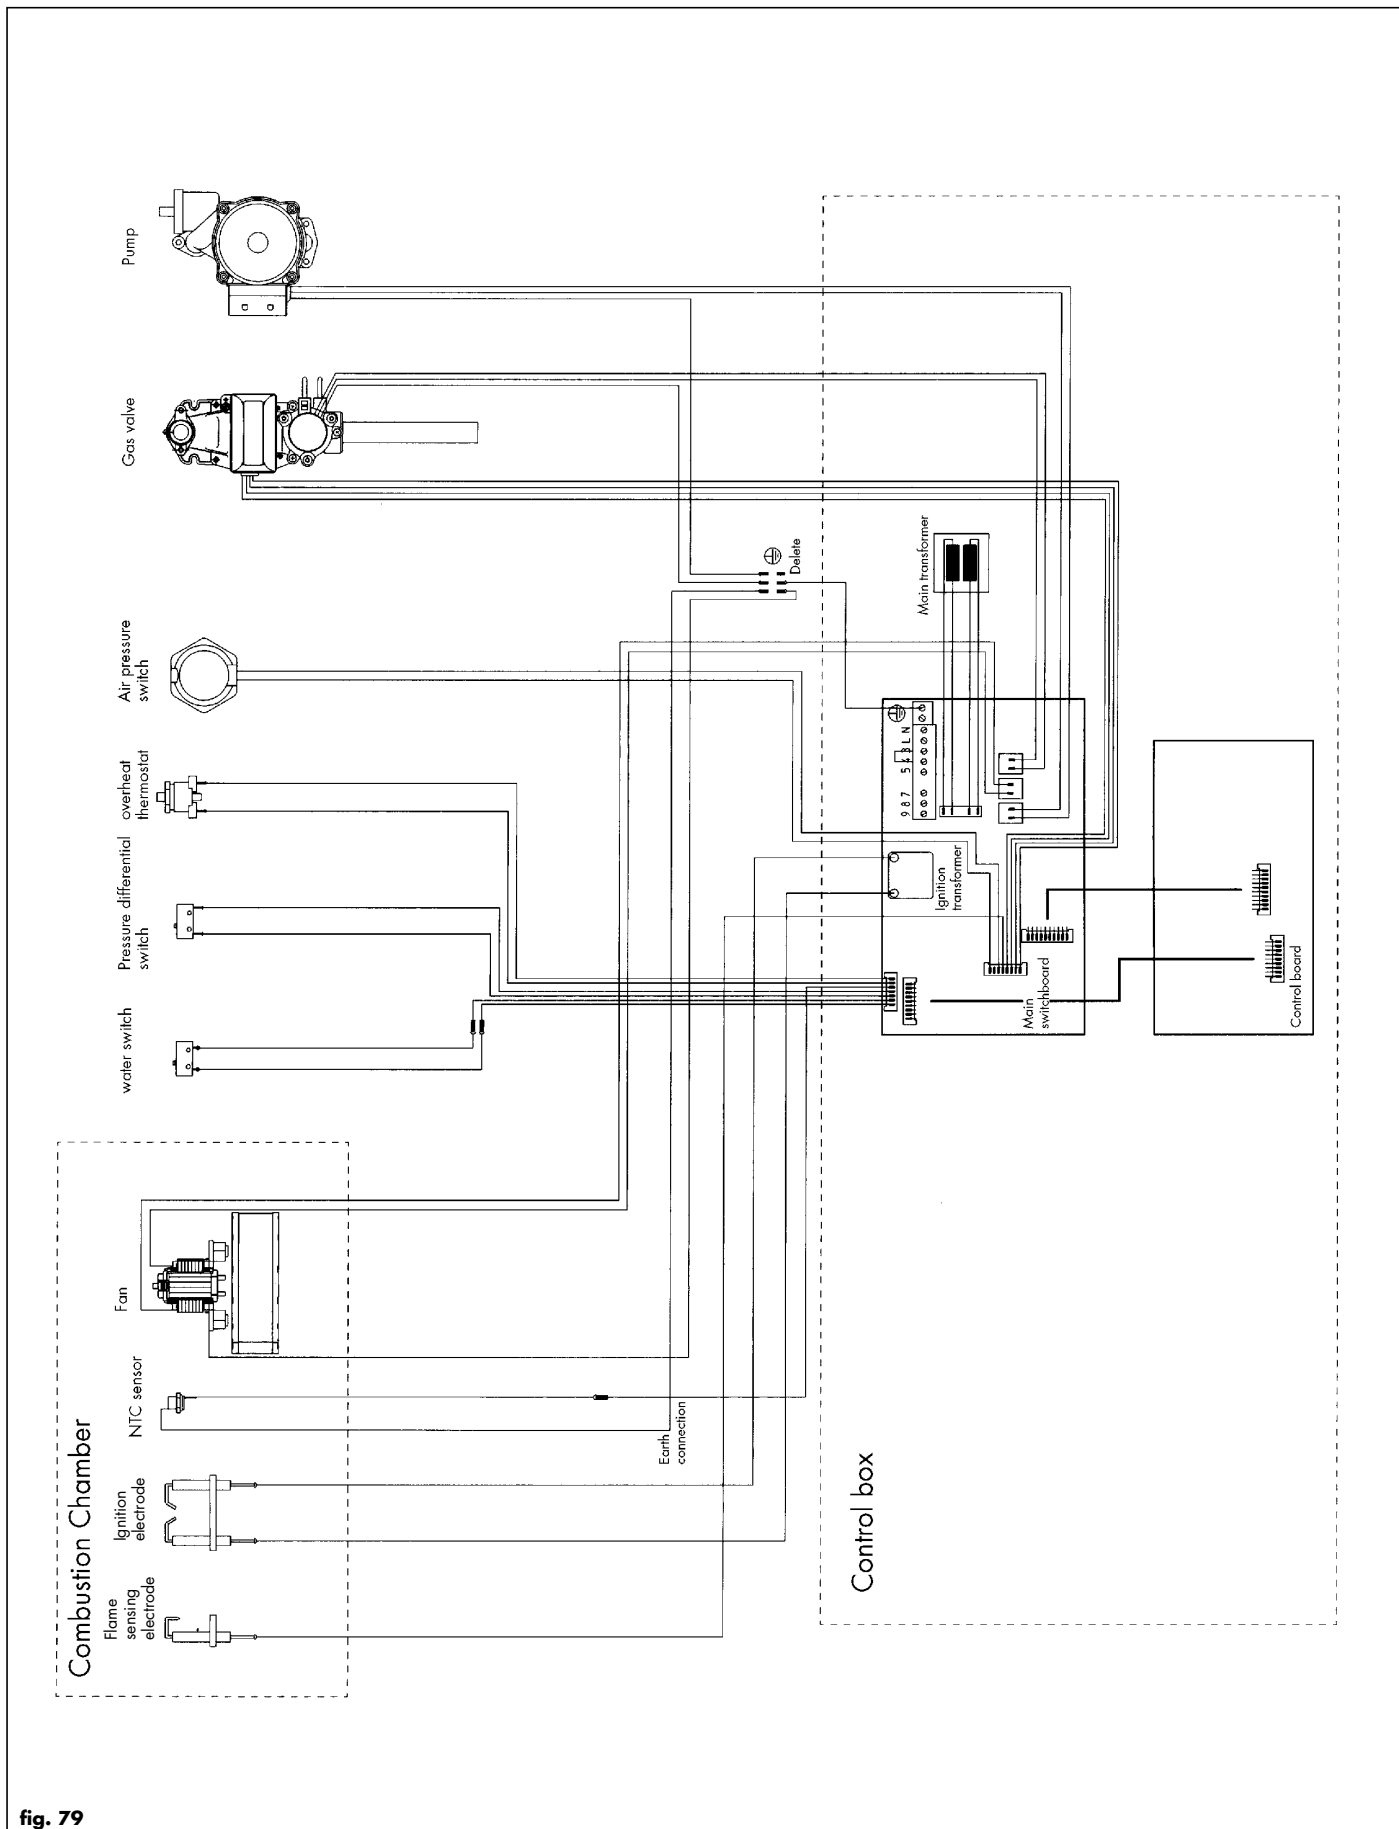 Pump
Gas valve
Air pressure
switch
overheat
thermostat
Pressure differential
switch
water switch
Fan
NTC sensor
Ignition
electrode
Flame
sensing
electrode
Combustion Chamber
Earth
connection
Delete
Main transformer
9 8 7 5 4 3 L N
Ignition
transformer
Main
switchboard
Control board
Control box
fig. 79